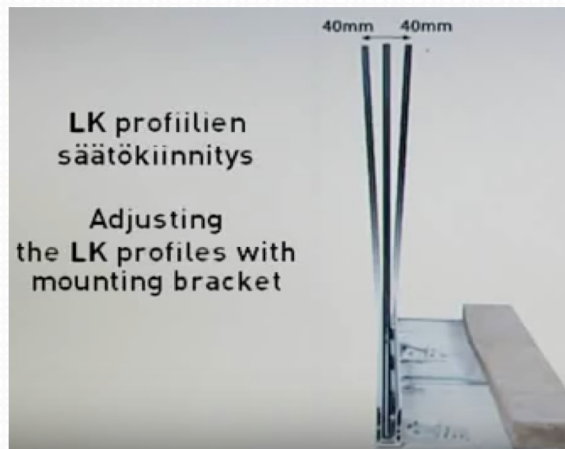 40mm 40mm
LK profiilien
säätökiinnitys
Adjusting
the LK profiles with
mounting bracket